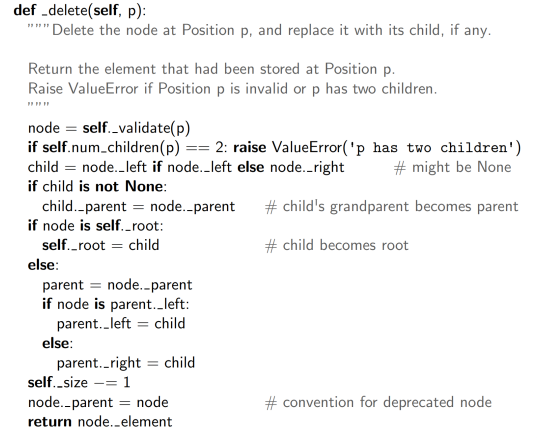 def _delete(self, p):
"""Delete the node at Position p, and replace it with its child, if any.
Return the element that had been stored at Position p.
Raise ValueError if Position p is invalid or p has two children.
"""
node = self._validate(p)
if self.num_children(p) == 2: raise ValueError('p has two children')
child = node._left if node._left else node._right # might be None
if child is not None:
child._parent = node._parent # child's grandparent becomes parent
if node is self._root:
self._root = child # child becomes root
else:
parent = node._parent
if node is parent._left:
parent._left = child
else:
parent._right = child
self._size −= 1
node._parent = node # convention for deprecated node
return node._element